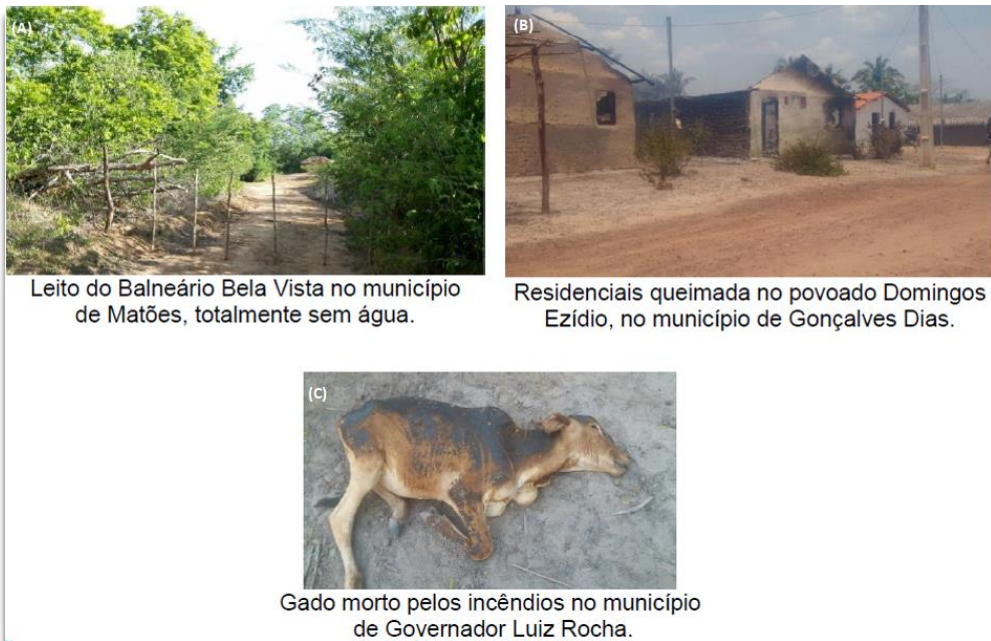 (A)
(B)
Leito do Balneário Bela Vista no município
de Matões, totalmente sem água.
Residenciais queimada no povoado Domingos
Ezídio, no município de Gonçalves Dias.
(C)
Gado morto pelos incêndios no município
de Governador Luiz Rocha.